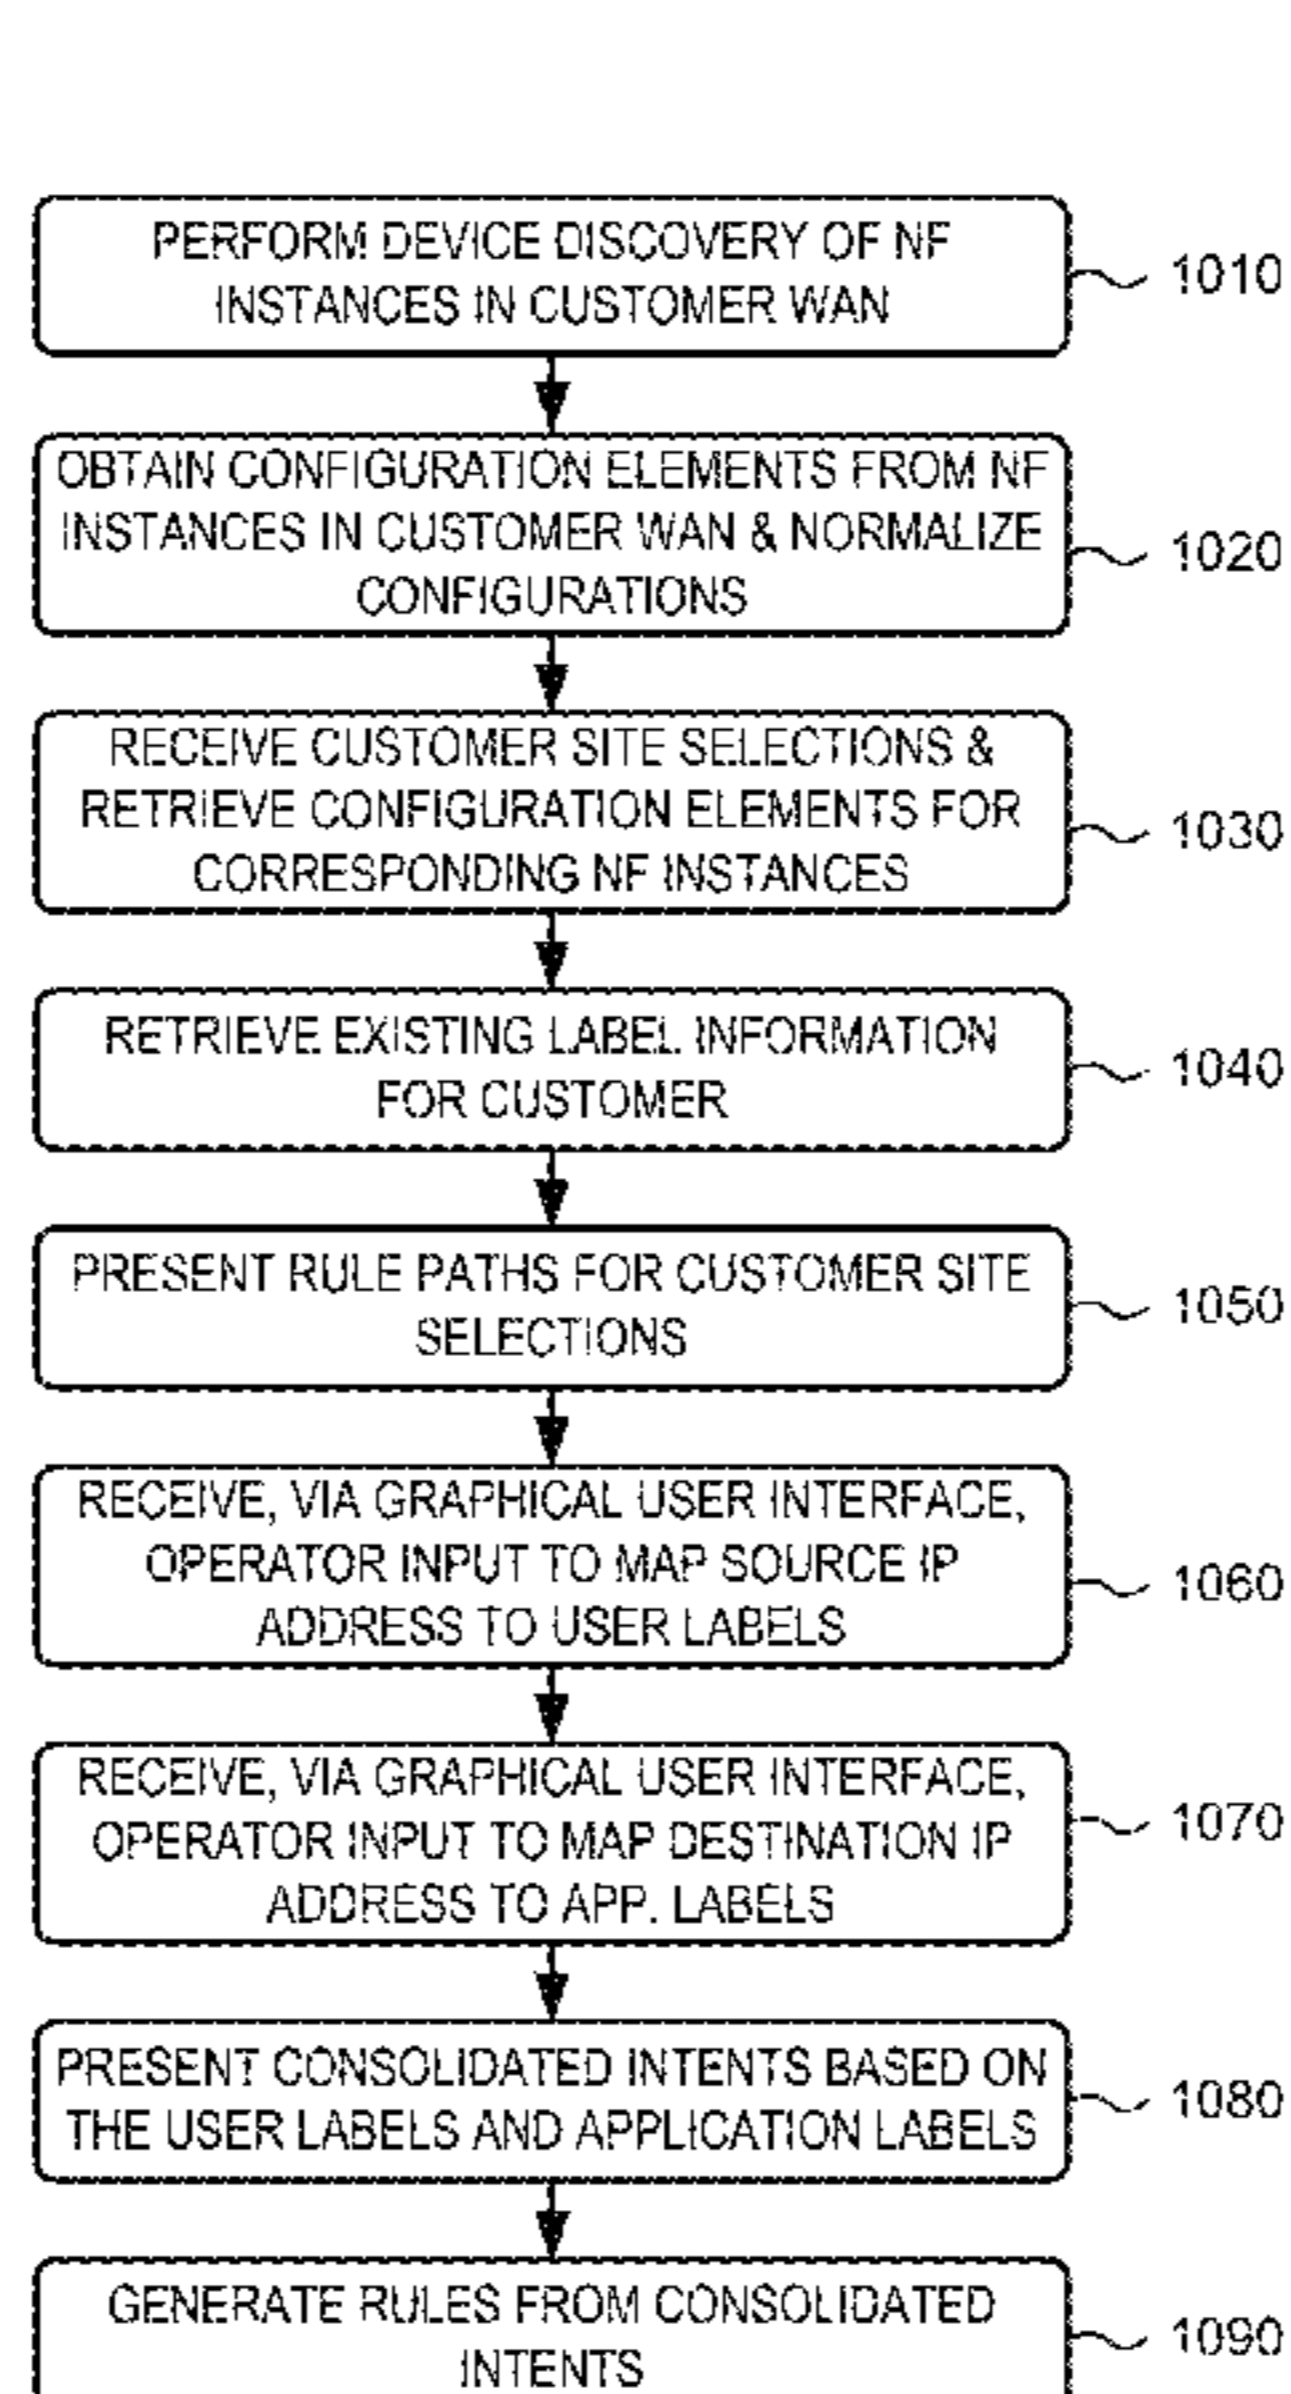 PERFORM DEVICE DISCOVERY OF NF
INSTANCES IN CUSTOMER WAN
1010
OBTAIN CONFIGURATION ELEMENTS FROM NF
INSTANCES IN CUSTOMER WAN & NORMALIZE
CONFIGURATIONS
1020
RECEIVE CUSTOMER SITE SELECTIONS &
RETRIEVE CONFIGURATION ELEMENTS FOR
CORRESPONDING NF INSTANCES
1030
RETRIEVE EXISTING LABEL INFORMATION
FOR CUSTOMER
1040
PRESENT RULE PATHS FOR CUSTOMER SITE
SELECTIONS
1050
RECEIVE, VIA GRAPHICAL USER INTERFACE,
OPERATOR INPUT TO MAP SOURCE IP
ADDRESS TO USER LABELS
1060
RECEIVE, VIA GRAPHICAL USER INTERFACE,
OPERATOR INPUT TO MAP DESTINATION IP
ADDRESS TO APP. LABELS
1070
PRESENT CONSOLIDATED INTENTS BASED ON
THE USER LABELS AND APPLICATION LABELS
1080
GENERATE RULES FROM CONSOLIDATED
INTENTS
1090